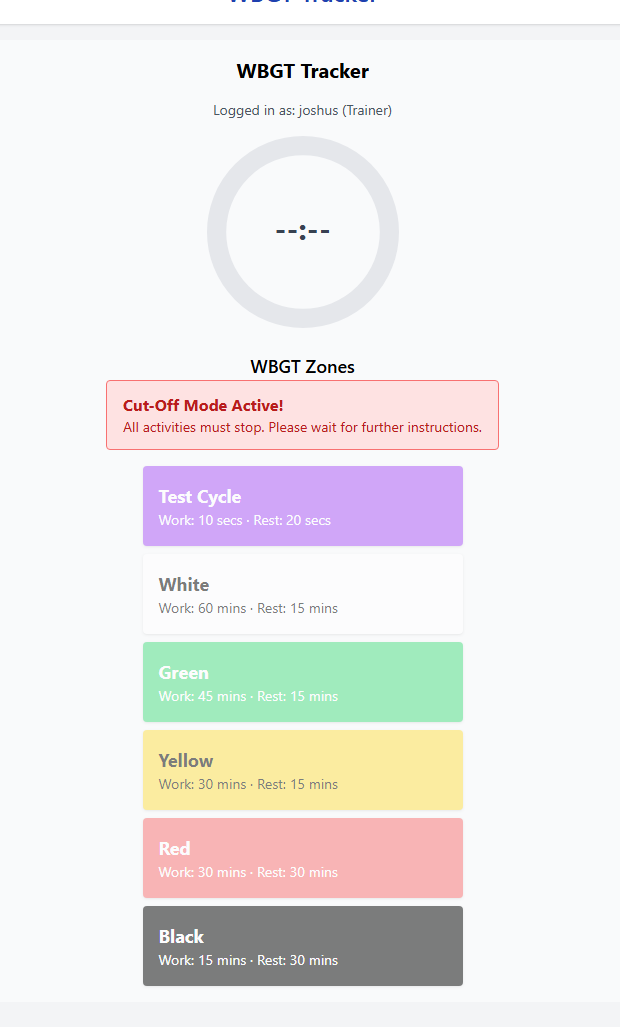 WBGT Tracker
WBGT Tracker
Logged in as: joshus (Trainer)
--:--
WBGT Zones
Cut-Off Mode Active!
All activities must stop. Please wait for further instructions.
Test Cycle
Work: 10 secs · Rest: 20 secs
White
Work: 60 mins · Rest: 15 mins
Green
Work: 45 mins · Rest: 15 mins
Yellow
Work: 30 mins · Rest: 15 mins
Red
Work: 30 mins · Rest: 30 mins
Black
Work: 15 mins · Rest: 30 mins